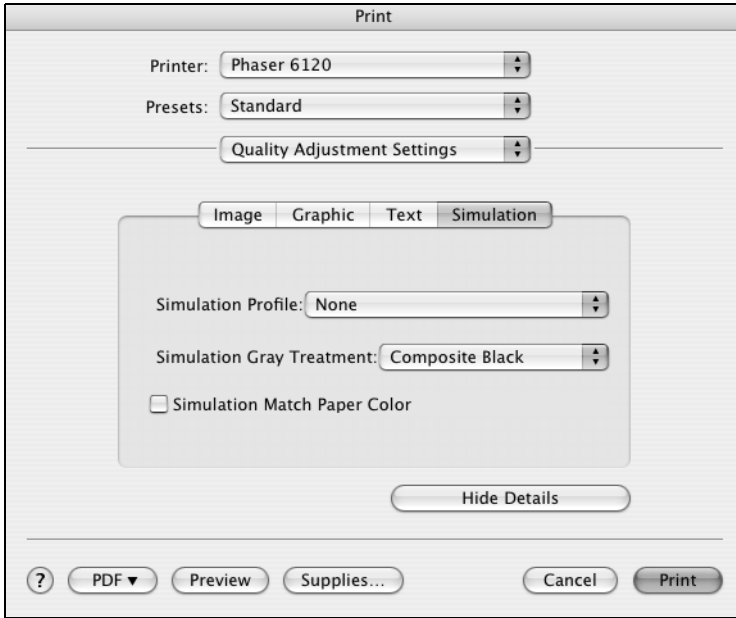 Print
Printer: Phaser 6120
Presets: Standard
Quality Adjustment Settings
Image Graphic Text Simulation
Simulation Profile: None
Simulation Gray Treatment: Composite Black
Simulation Match Paper Color
Hide Details
? PDF ▼ Preview Supplies... Cancel Print